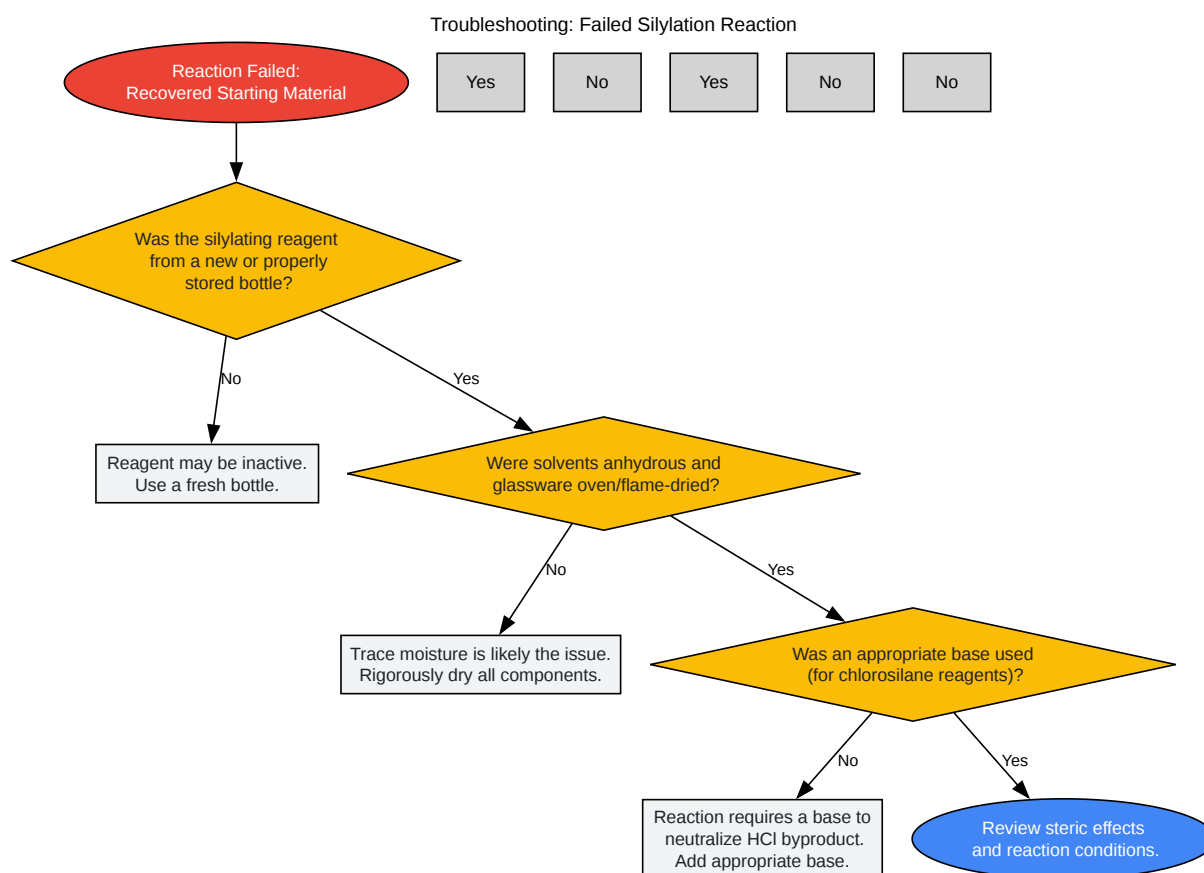 Troubleshooting: Failed Silylation Reaction
Reaction Failed:
Recovered Starting Material
Yes
No
Yes
No
No
Was the silylating reagent
from a new or properly
stored bottle?
No
Yes
Reagent may be inactive.
Use a fresh bottle.
Were solvents anhydrous and
glassware oven/flame-dried?
No
Yes
Trace moisture is likely the issue.
Rigorously dry all components.
Was an appropriate base used
(for chlorosilane reagents)?
No
Yes
Reaction requires a base to
neutralize HCl byproduct.
Add appropriate base.
Review steric effects
and reaction conditions.